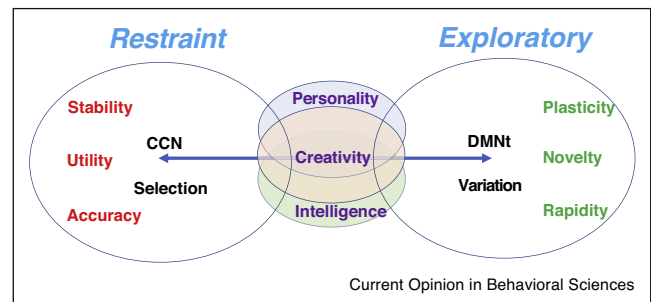 Restraint
Exploratory
Stability
Utility
Accuracy
CCN
Selection
Personality
Creativity
Intelligence
DMNt
Variation
Plasticity
Novelty
Rapidity
Current Opinion in Behavioral Sciences